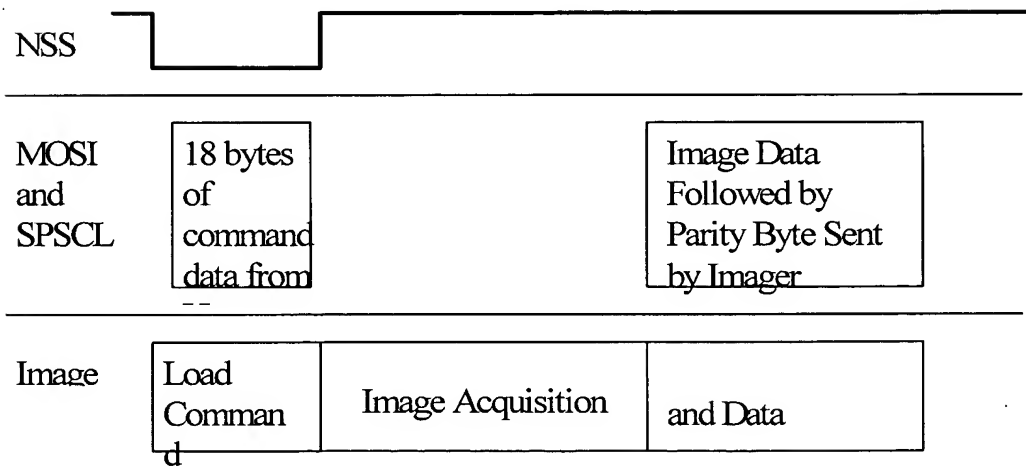 NSS
MOSI
and
SPSCL
18 bytes
of
command
data from
Image Data
Followed by
Parity Byte Sent
by Imager
Image
Load
Comman
d
Image Acquisition
and Data